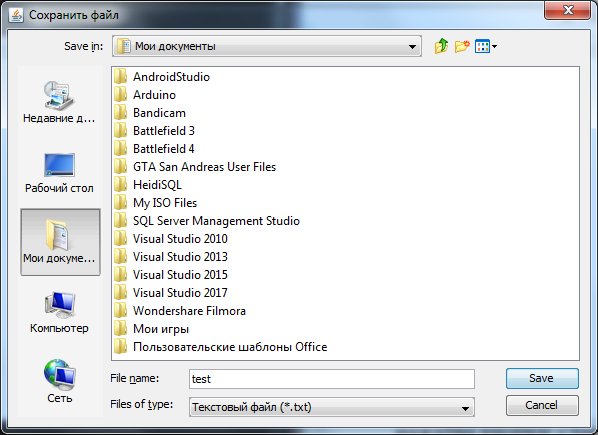 Сохранить файл
Save in: Мои документы
Недавние д...
Рабочий стол
Мои докуме...
Компьютер
Сеть
AndroidStudio
Arduino
Bandicam
Battlefield 3
Battlefield 4
GTA San Andreas User Files
HeidiSQL
My ISO Files
SQL Server Management Studio
Visual Studio 2010
Visual Studio 2013
Visual Studio 2015
Visual Studio 2017
Wondershare Filmora
Мои игры
Пользовательские шаблоны Office
File name: test Save
Files of type: Текстовый файл (*.txt) Cancel